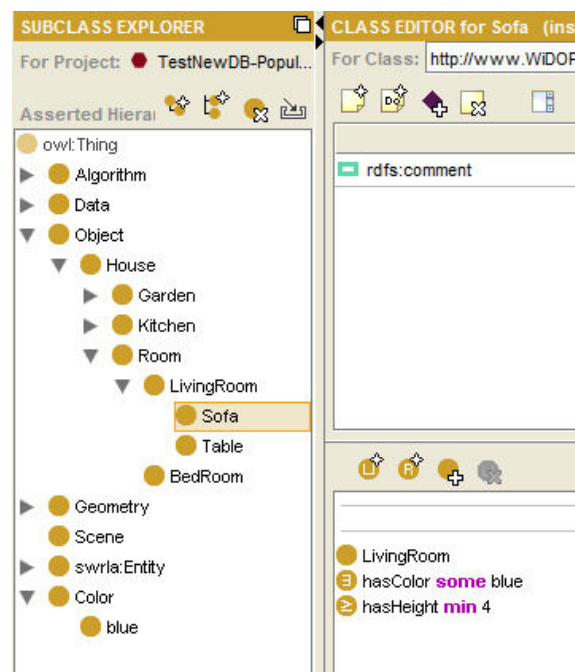 SUBCLASS EXPLORER
For Project: TestNewDB-Popul...
Asserted Hierar
owl:Thing
Algorithm
Data
Object
House
Garden
Kitchen
Room
LivingRoom
Sofa
Table
BedRoom
Geometry
Scene
swrla:Entity
Color
blue
CLASS EDITOR for Sofa (ins
For Class: http://www.WiDOP
rdfs:comment
LivingRoom
hasColor some blue
hasHeight min 4